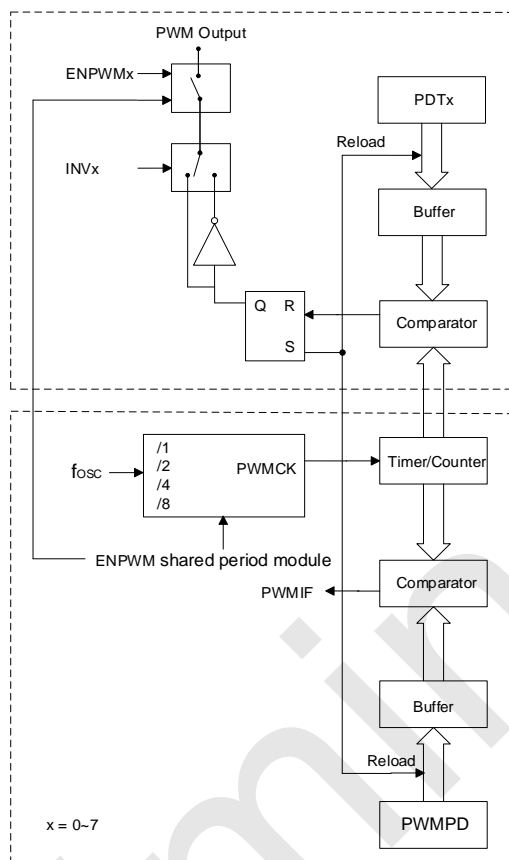 PWM Output
ENPWMx
PDTx
Reload
INVx
Buffer
Q R
S
Comparator
/1
/2
/4
/8
fosc
PWMCK
Timer/Counter
ENPWM shared period module
PWMIF
Comparator
Buffer
Reload
x = 0~7
PWMPD